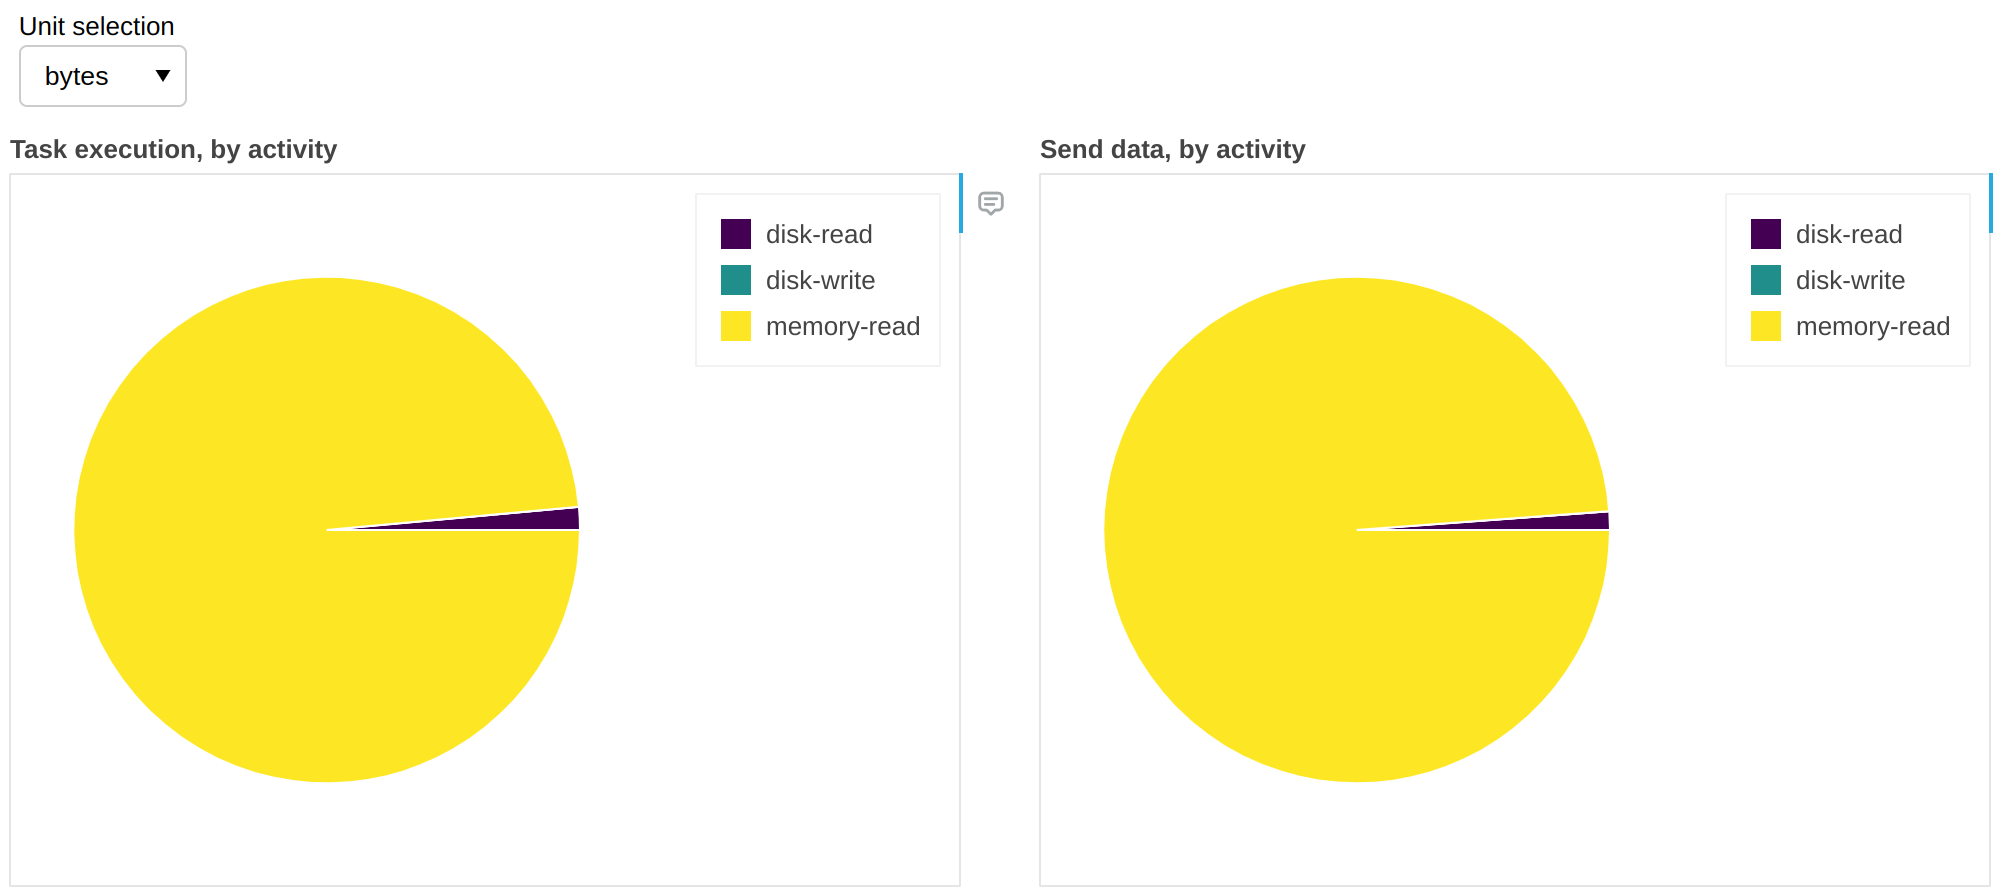 Unit selection
bytes
Task execution, by activity
disk-read
disk-write
memory-read
Send data, by activity
disk-read
disk-write
memory-read